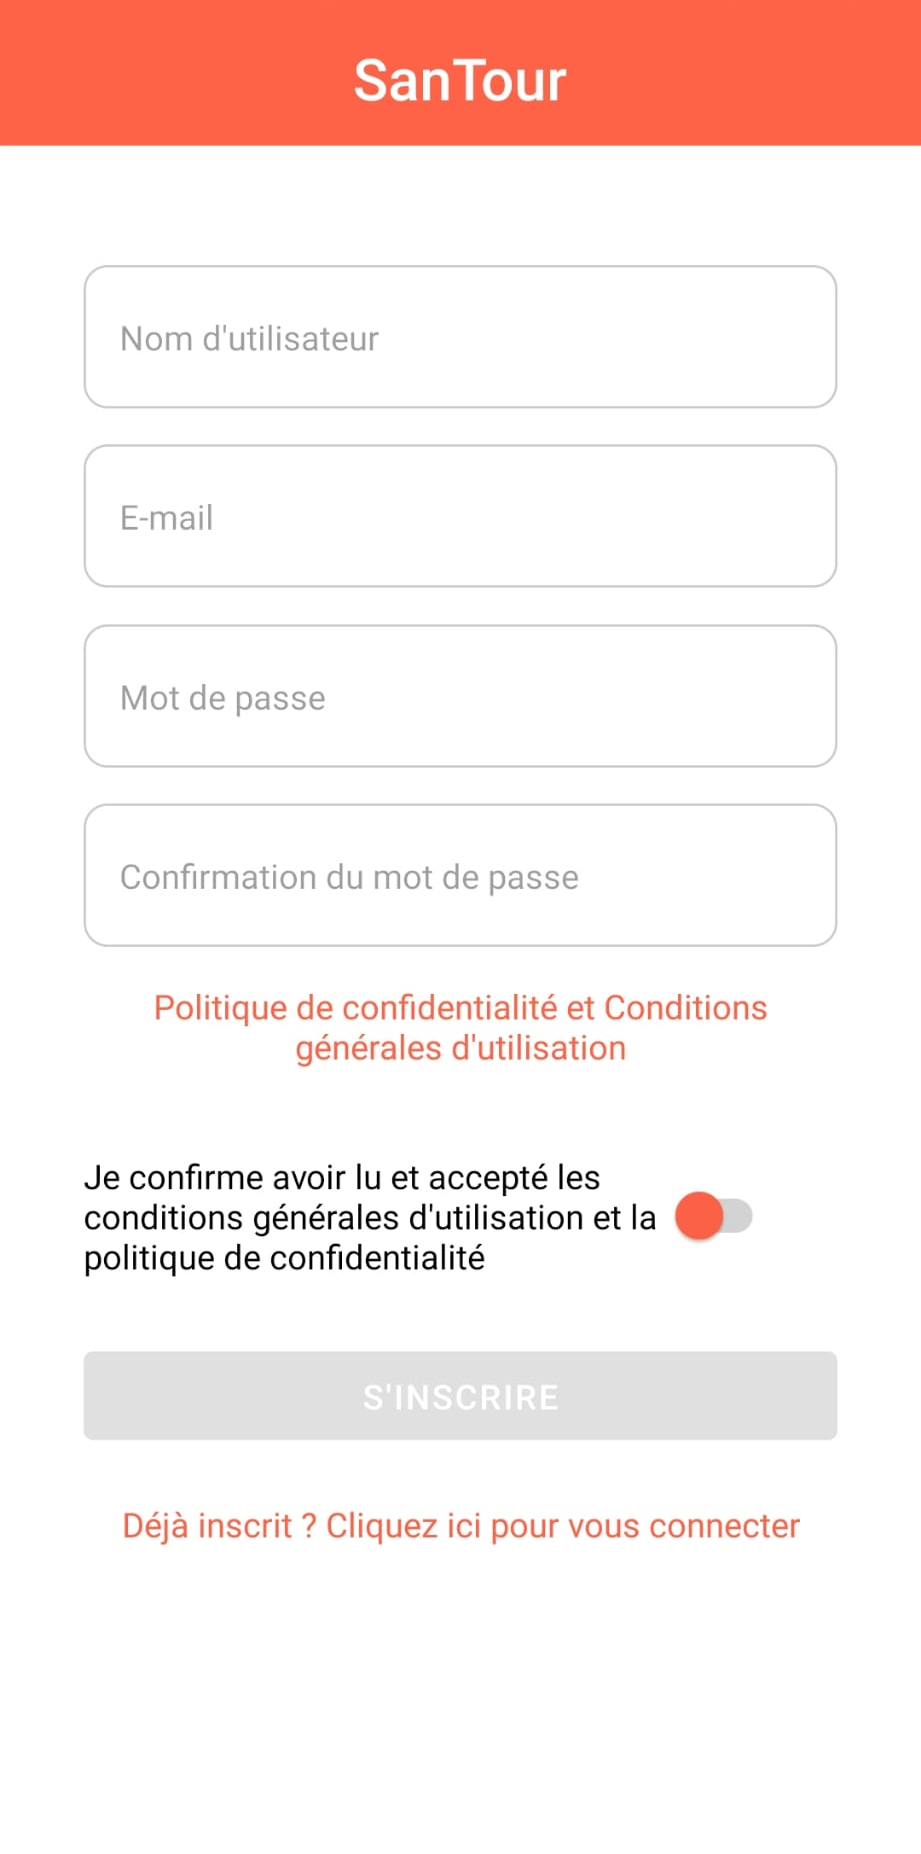 SanTour
Nom d'utilisateur
E-mail
Mot de passe
Confirmation du mot de passe
Politique de confidentialité et Conditions
générales d'utilisation
Je confirme avoir lu et accepté les
conditions générales d'utilisation et la
politique de confidentialité
S'INSCRIRE
Déjà inscrit ? Cliquez ici pour vous connecter